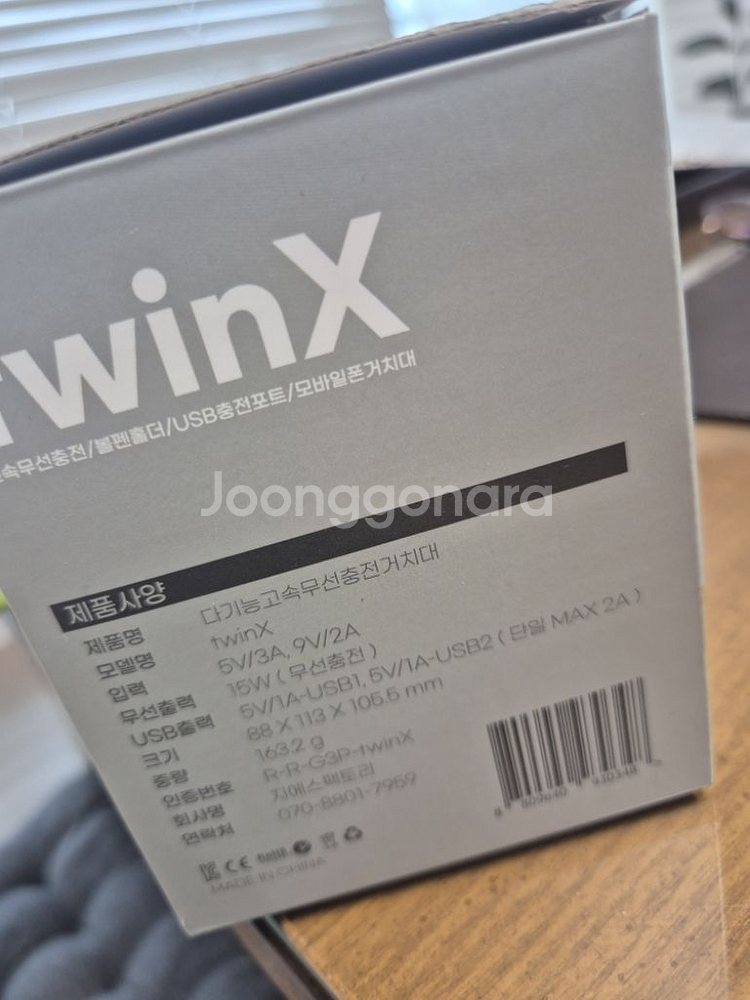 twinX
고속무선충전/볼펜홀더/USB충전포트/모바일폰거치대
Joonggonara
제품사양
제품명 다기능고속무선충전거치대
모델명 twinX
입력 5V/3A, 9V/2A
무선출력 15W ( 무선충전 )
USB출력 5V/1A-USB1, 5V/1A-USB2 ( 단일 MAX 2A )
크기 88 X 113 X 105.5 mm
중량 163.2 g
인증번호 R-R-G3P-twinX
회사명 지에스팩토리
연락처 070-8801-7959
CE RoHS
MADE IN CHINA